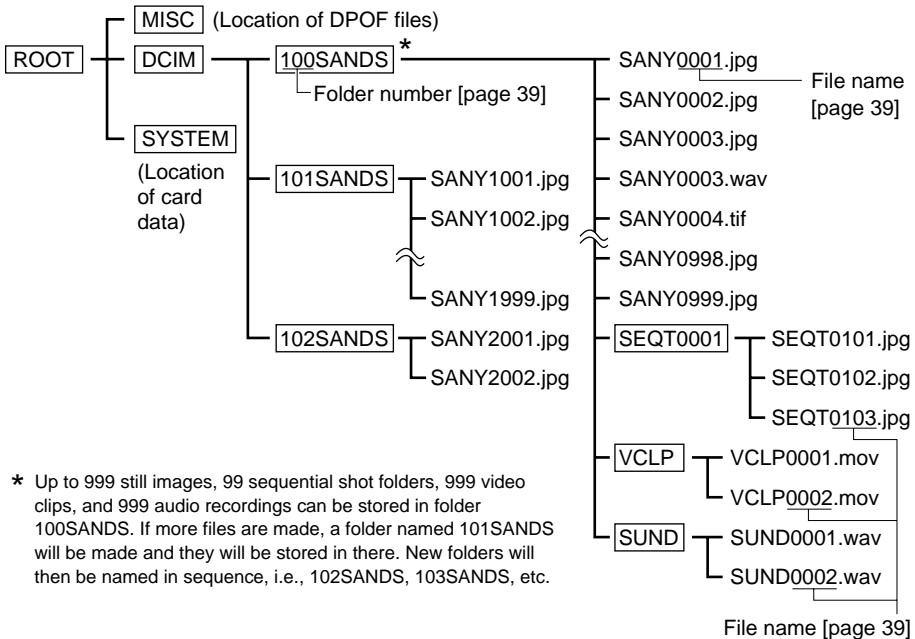 MISC (Location of DPOF files)
ROOT
DCIM
100SANDS *
Folder number [page 39]
SYSTEM
(Location
of card
data)
101SANDS
SANY1001.jpg
SANY1002.jpg
SANY1999.jpg
102SANDS
SANY2001.jpg
SANY2002.jpg
SANY0001.jpg
File name
[page 39]
SANY0002.jpg
SANY0003.jpg
SANY0003.wav
SANY0004.tif
SANY0998.jpg
SANY0999.jpg
SEQT0001
SEQT0101.jpg
SEQT0102.jpg
SEQT0103.jpg
VCLP
VCLP0001.mov
VCLP0002.mov
SUND
SUND0001.wav
SUND0002.wav
File name [page 39]
* Up to 999 still images, 99 sequential shot folders, 999 video
clips, and 999 audio recordings can be stored in folder
100SANDS. If more files are made, a folder named 101SANDS
will be made and they will be stored in there. New folders will
then be named in sequence, i.e., 102SANDS, 103SANDS, etc.